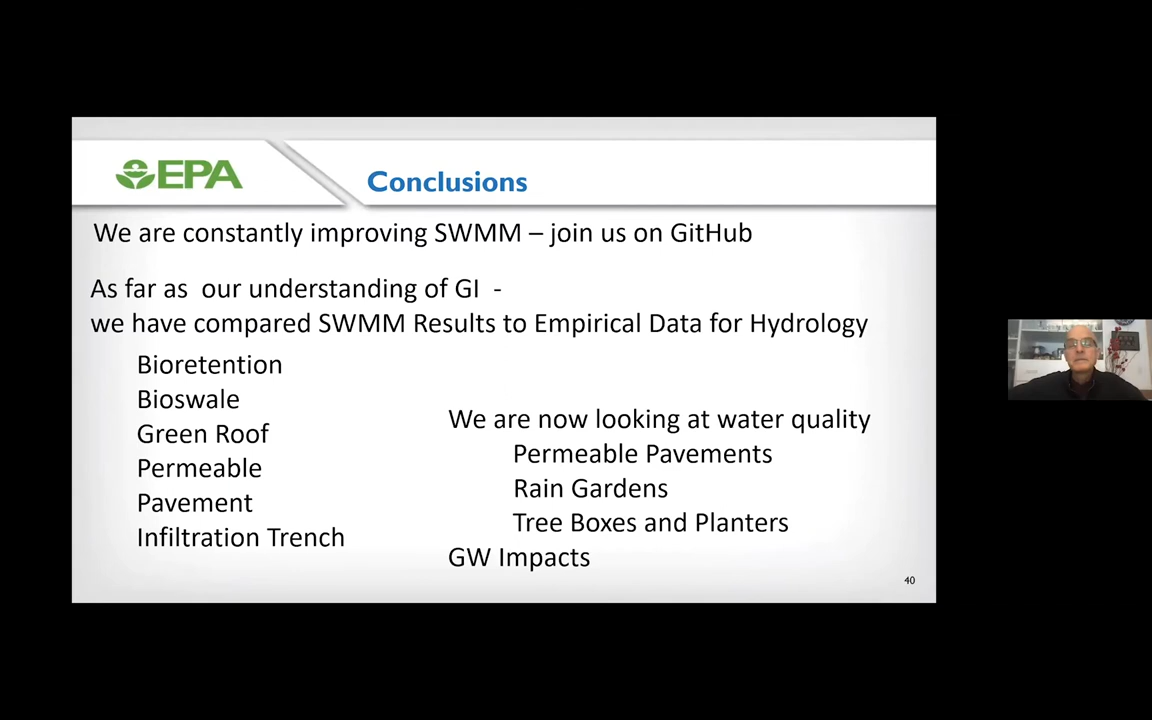 EPA
Conclusions
We are constantly improving SWMM – join us on GitHub
As far as our understanding of GI -
we have compared SWMM Results to Empirical Data for Hydrology
Bioretention
Bioswale
Green Roof
Permeable
Pavement
Infiltration Trench
We are now looking at water quality
Permeable Pavements
Rain Gardens
Tree Boxes and Planters
GW Impacts
40